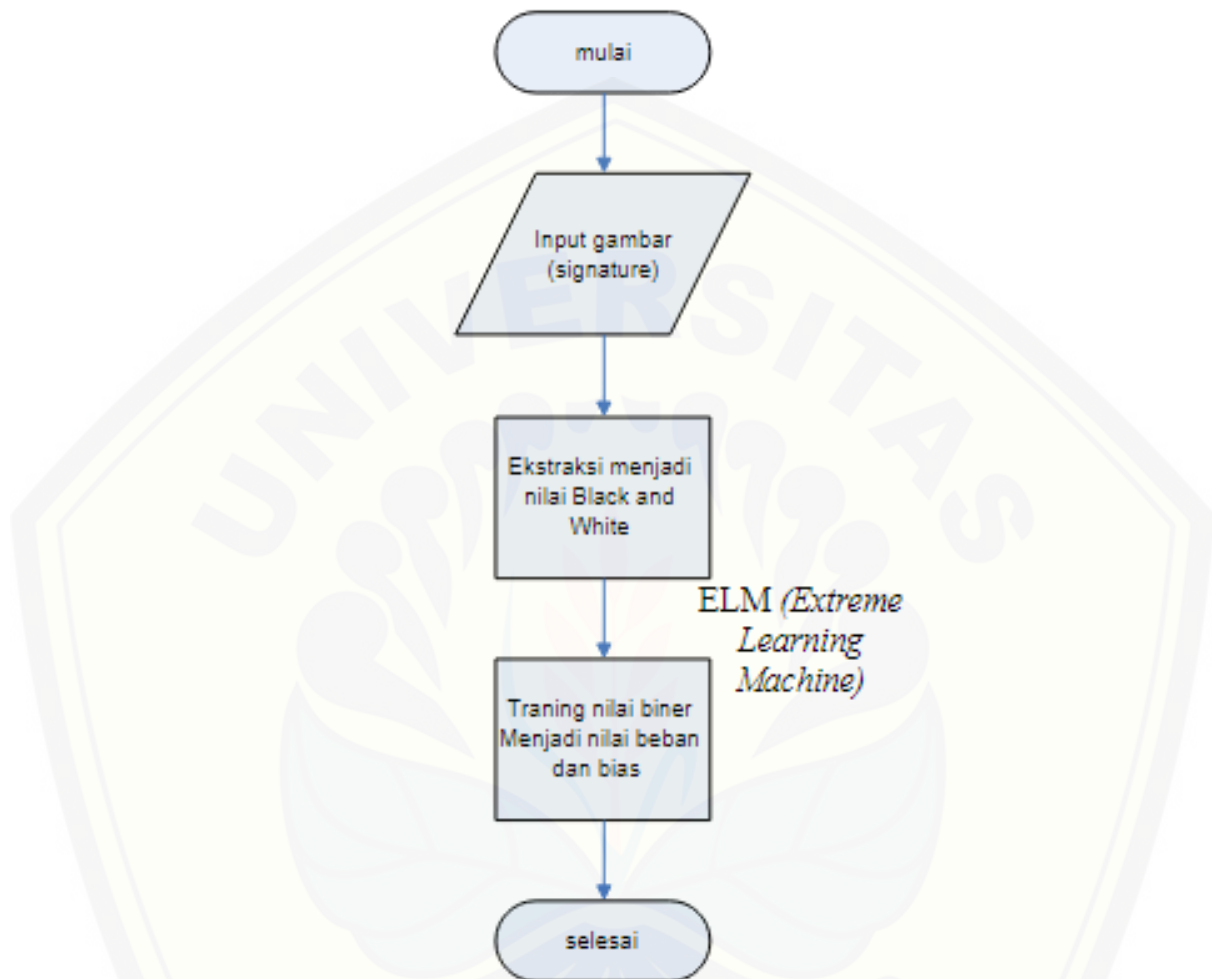 mulai
UNIVERSITAS
Input gambar
(signature)
Ekstraksi menjadi
nilai Black and
White
ELM (Extreme
Learning
Machine)
Traning nilai biner
Menjadi nilai beban
dan bias
selesai